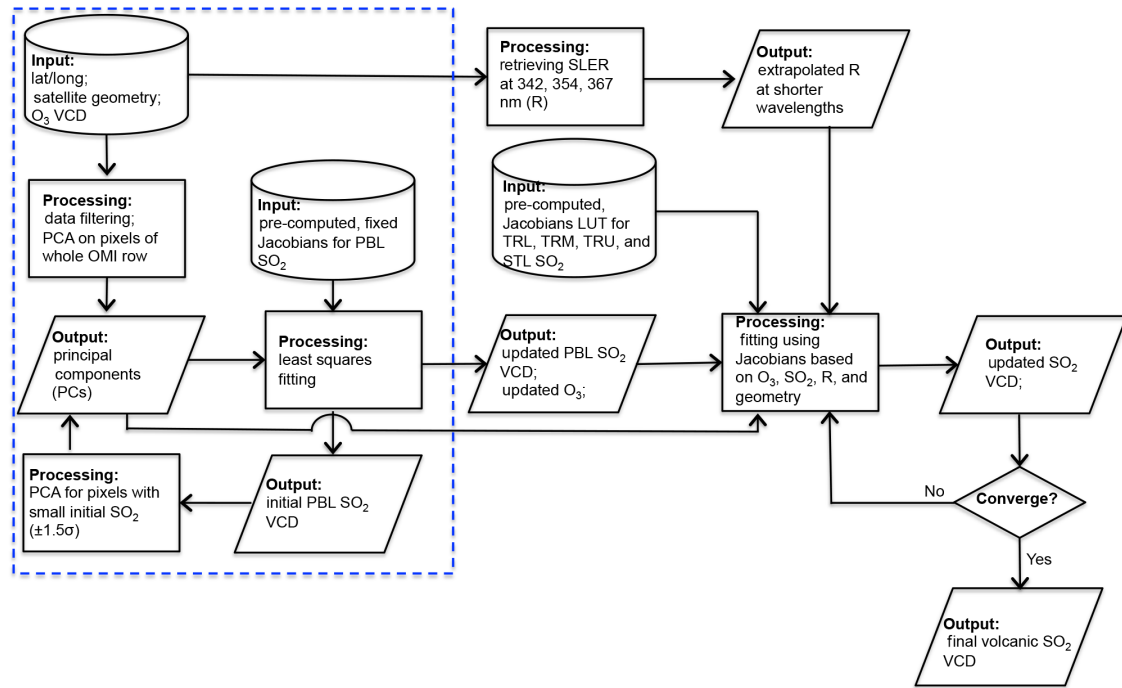 Input:
lat/long;
satellite geometry;
O₃ VCD
Processing:
retrieving SLER
at 342, 354, 367
nm (R)
Output:
extrapolated R
at shorter
wavelengths
Processing:
data filtering;
PCA on pixels of
whole OMI row
Input:
pre-computed, fixed
Jacobians for PBL
SO₂
Input:
pre-computed,
Jacobians LUT for
TRL, TRM, TRU, and
STL SO₂
Output:
principal
components
(PCs)
Processing:
least squares
fitting
Output:
updated PBL SO₂
VCD;
updated O₃;
Processing:
fitting using
Jacobians based
on O₃, SO₂, R, and
geometry
Output:
updated SO₂
VCD;
Processing:
PCA for pixels with
small initial SO₂
(±1.5σ)
Output:
initial PBL SO₂
VCD
No
Converge?
Yes
Output:
final volcanic SO₂
VCD